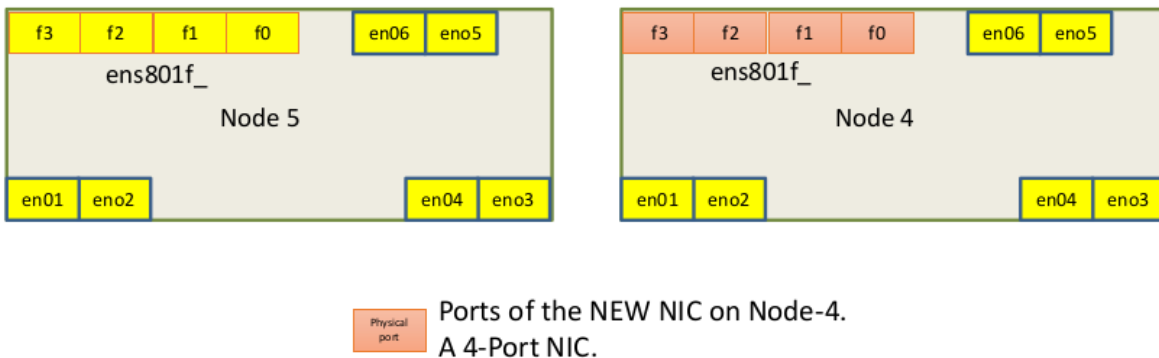 f3 f2 f1 f0 en06 eno5
ens801f_
Node 5
en01 eno2 en04 eno3
f3 f2 f1 f0 en06 eno5
ens801f_
Node 4
en01 eno2 en04 eno3
Physical
port
Ports of the NEW NIC on Node-4.
A 4-Port NIC.